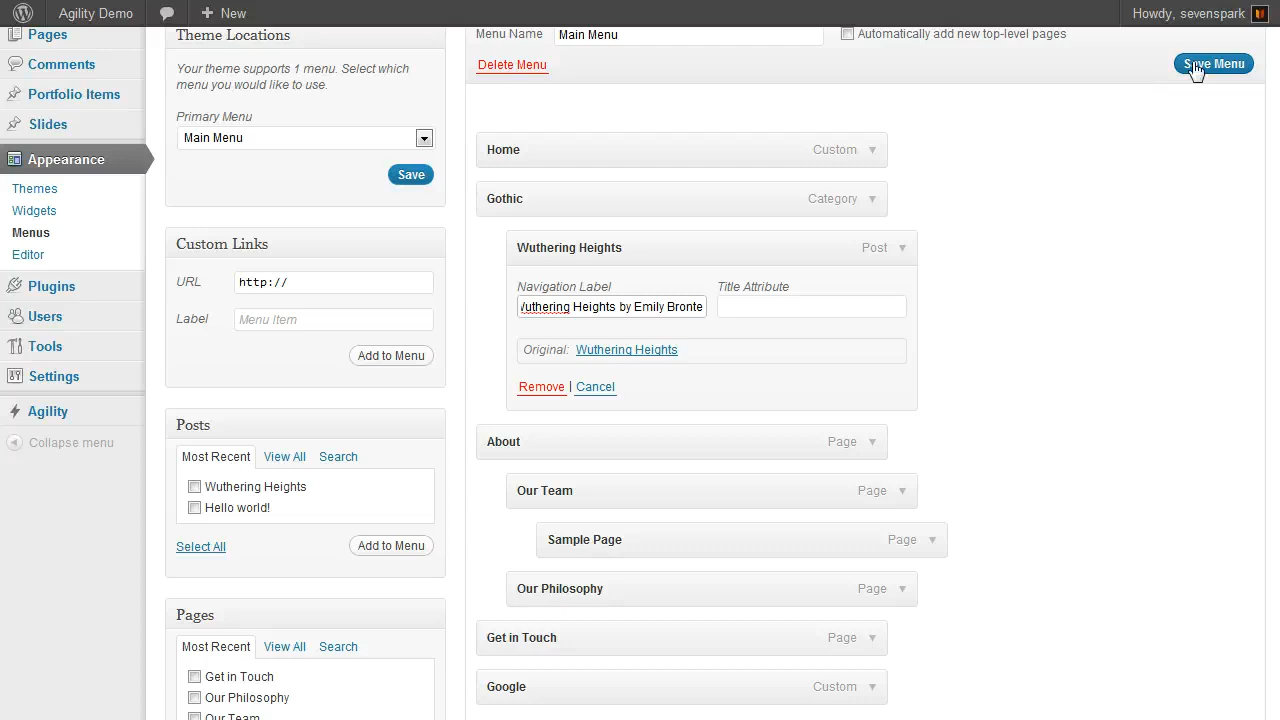 Agility Demo
New
Howdy, sevenspark
Pages
Comments
Portfolio Items
Slides
Appearance
Themes
Widgets
Menus
Editor
Plugins
Users
Tools
Settings
Agility
Collapse menu
Theme Locations
Your theme supports 1 menu. Select which
menu you would like to use.
Primary Menu
Main Menu
Save
Custom Links
URL http://
Label Menu Item
Add to Menu
Posts
Most Recent View All Search
Wuthering Heights
Hello world!
Select All Add to Menu
Pages
Most Recent View All Search
Get in Touch
Our Philosophy
Our Team
Menu Name Main Menu Automatically add new top-level pages
Delete Menu Save Menu
Home Custom
Gothic Category
Wuthering Heights Post
Navigation Label Title Attribute
Wuthering Heights by Emily Bronte
Original: Wuthering Heights
Remove | Cancel
About Page
Our Team Page
Sample Page Page
Our Philosophy Page
Get in Touch Page
Google Custom